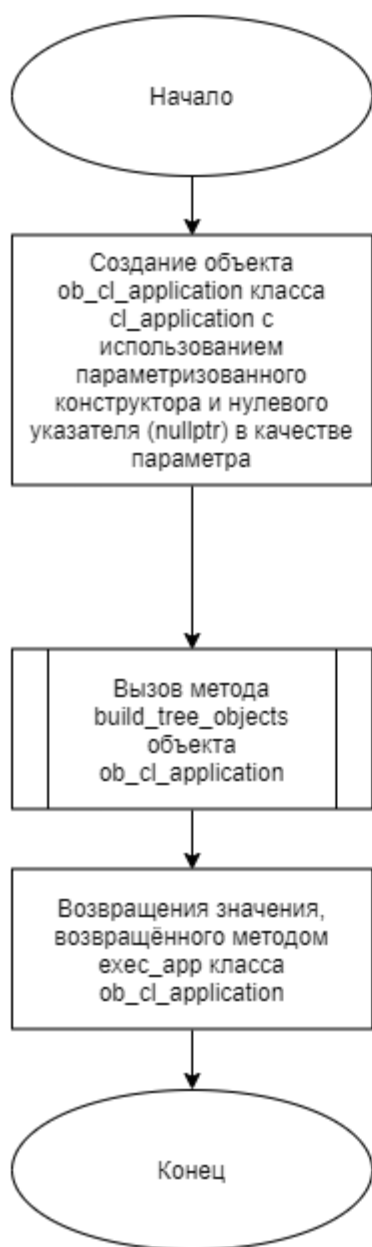 Начало
Создание объекта
ob_cl_application класса
cl_application с
использованием
параметризованного
конструктора и нулевого
указателя (nullptr) в качестве
параметра
Вызов метода
build_tree_objects
объекта
ob_cl_application
Возвращения значения,
возвращённого методом
exec_app класса
ob_cl_application
Конец